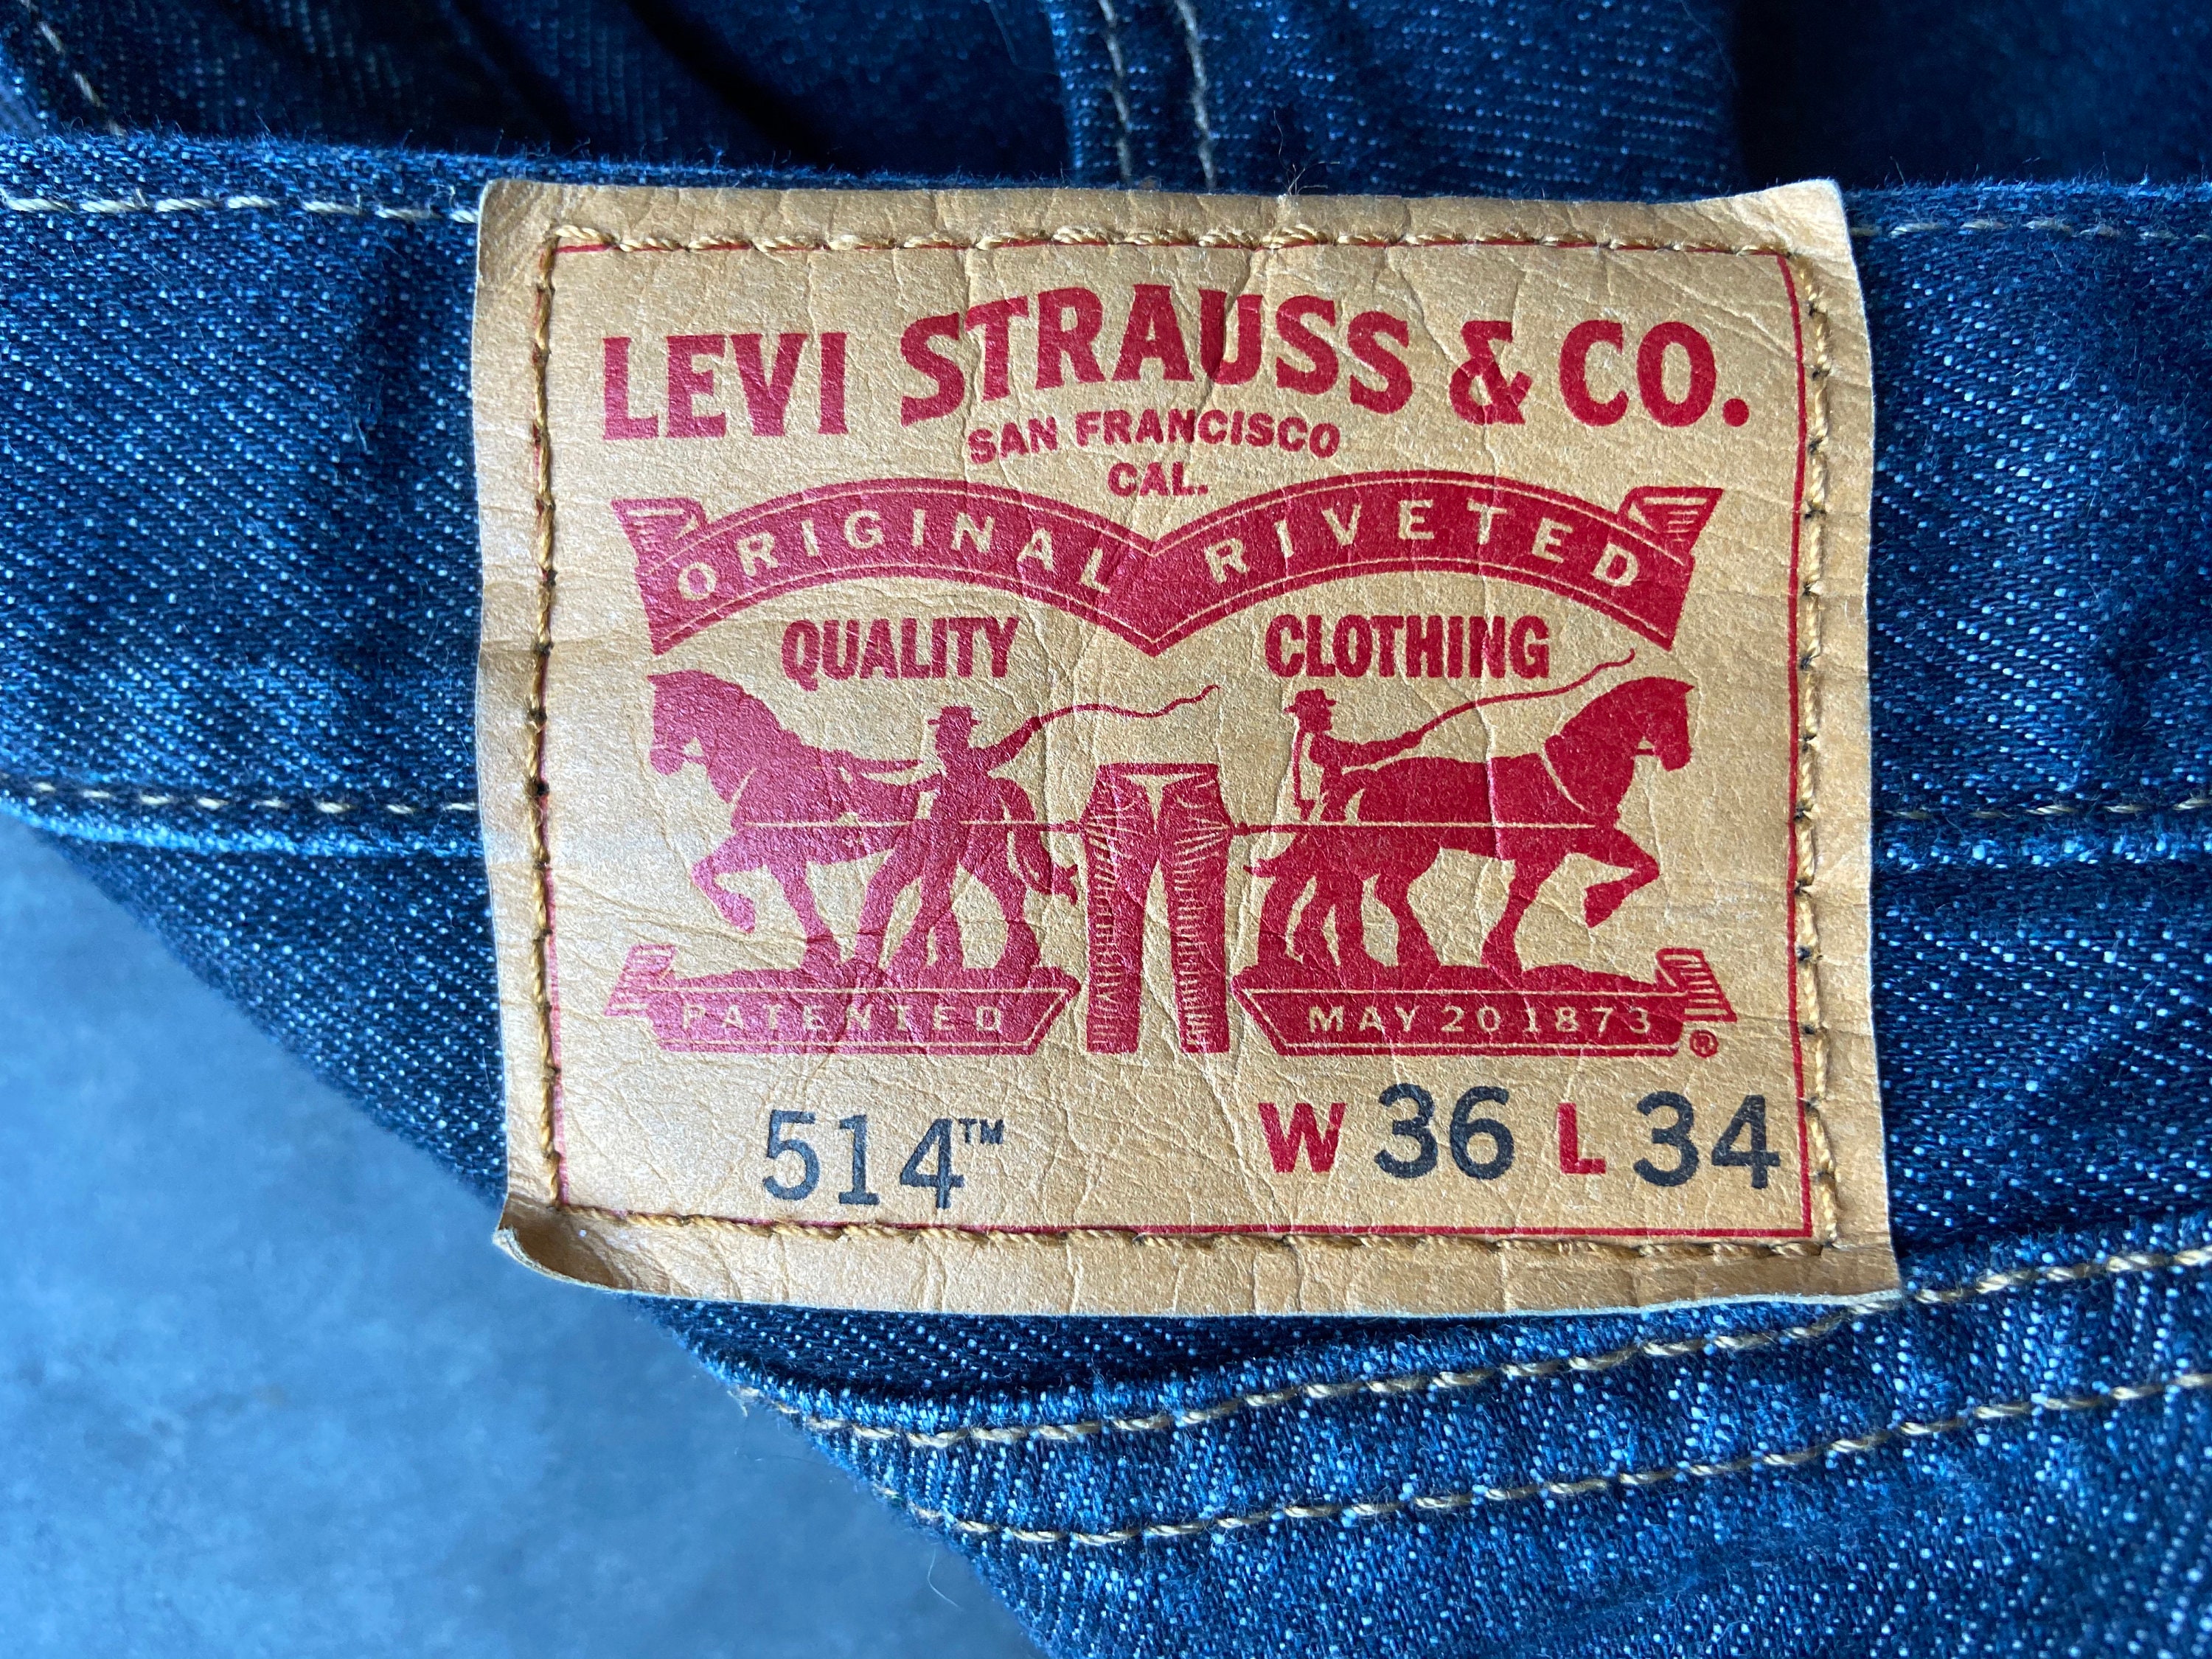 LEVI STRAUSS & CO.
SAN FRANCISCO
CAL.
ORIGINAL RIVETED
QUALITY CLOTHING
PATENTED MAY 20 1873 ®
514™ W 36 L 34